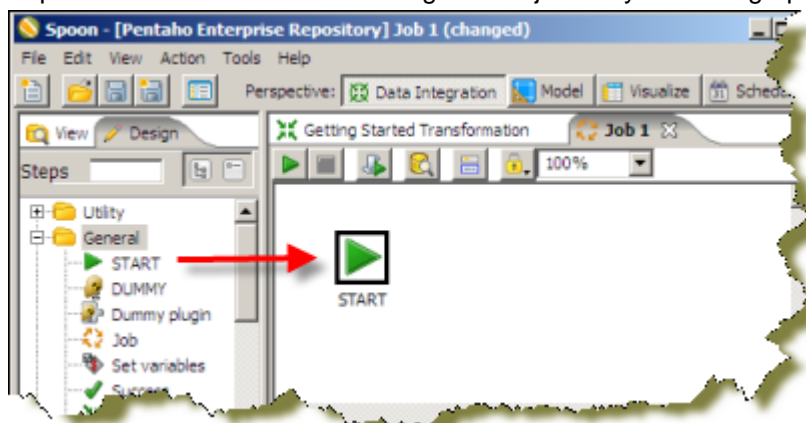 Spoon - [Pentaho Enterprise Repository] Job 1 (changed)
File Edit View Action Tools Help
Perspective: Data Integration Model Visualize
View Design
Getting Started Transformation Job 1
Steps
100%
Utility
General
START
DUMMY
Dummy plugin
Job
Set variables
Success
START